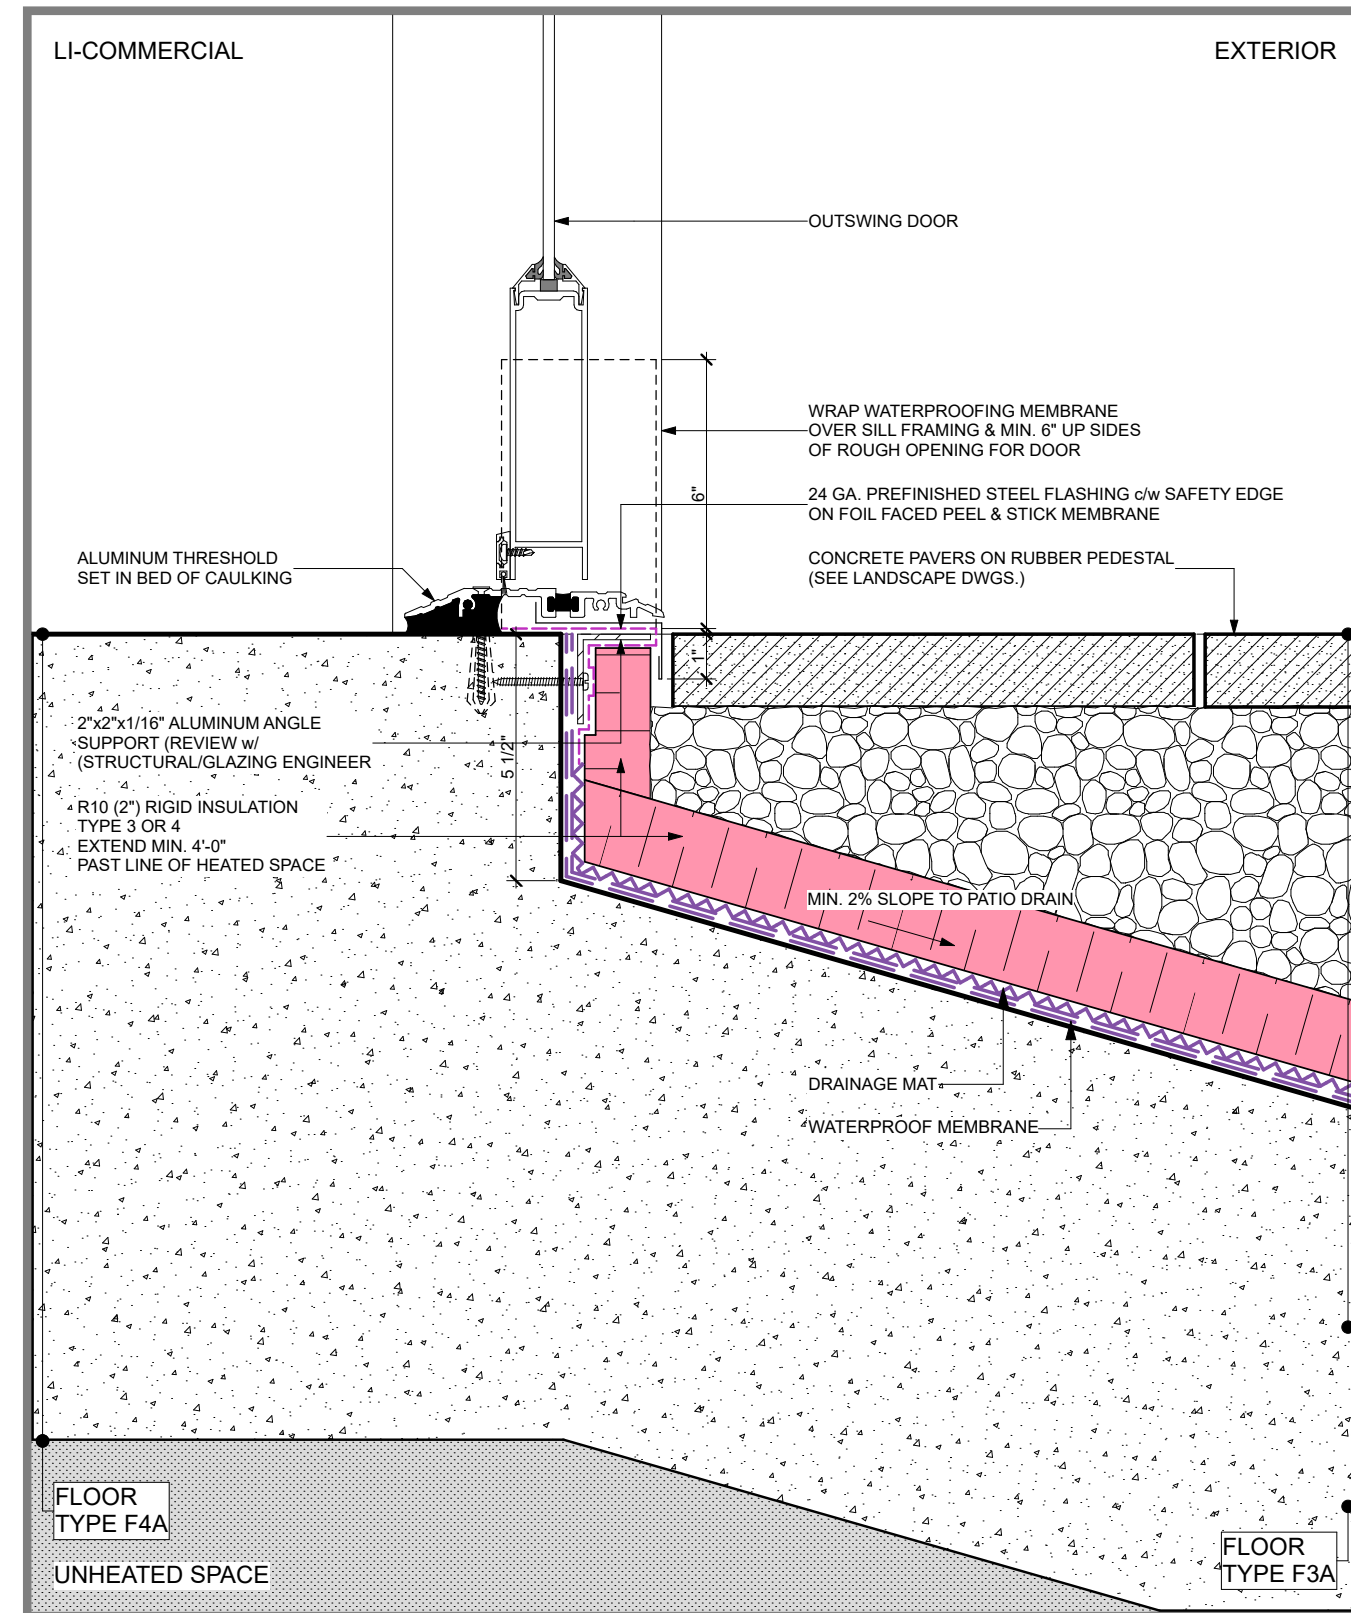 LI-COMMERCIAL
EXTERIOR
OUTSWING DOOR
WRAP WATERPROOFING MEMBRANE
OVER SILL FRAMING & MIN. 6" UP SIDES
OF ROUGH OPENING FOR DOOR
6"
24 GA. PREFINISHED STEEL FLASHING c/w SAFETY EDGE
ON FOIL FACED PEEL & STICK MEMBRANE
ALUMINUM THRESHOLD
SET IN BED OF CAULKING
CONCRETE PAVERS ON RUBBER PEDESTAL
(SEE LANDSCAPE DWGS.)
1"
2"x2"x1/16" ALUMINUM ANGLE
SUPPORT (REVIEW w/
(STRUCTURAL/GLAZING ENGINEER
5 1/2"
R10 (2") RIGID INSULATION
TYPE 3 OR 4
EXTEND MIN. 4'-0"
PAST LINE OF HEATED SPACE
MIN. 2% SLOPE TO PATIO DRAIN
DRAINAGE MAT
WATERPROOF MEMBRANE
FLOOR
TYPE F4A
UNHEATED SPACE
FLOOR
TYPE F3A